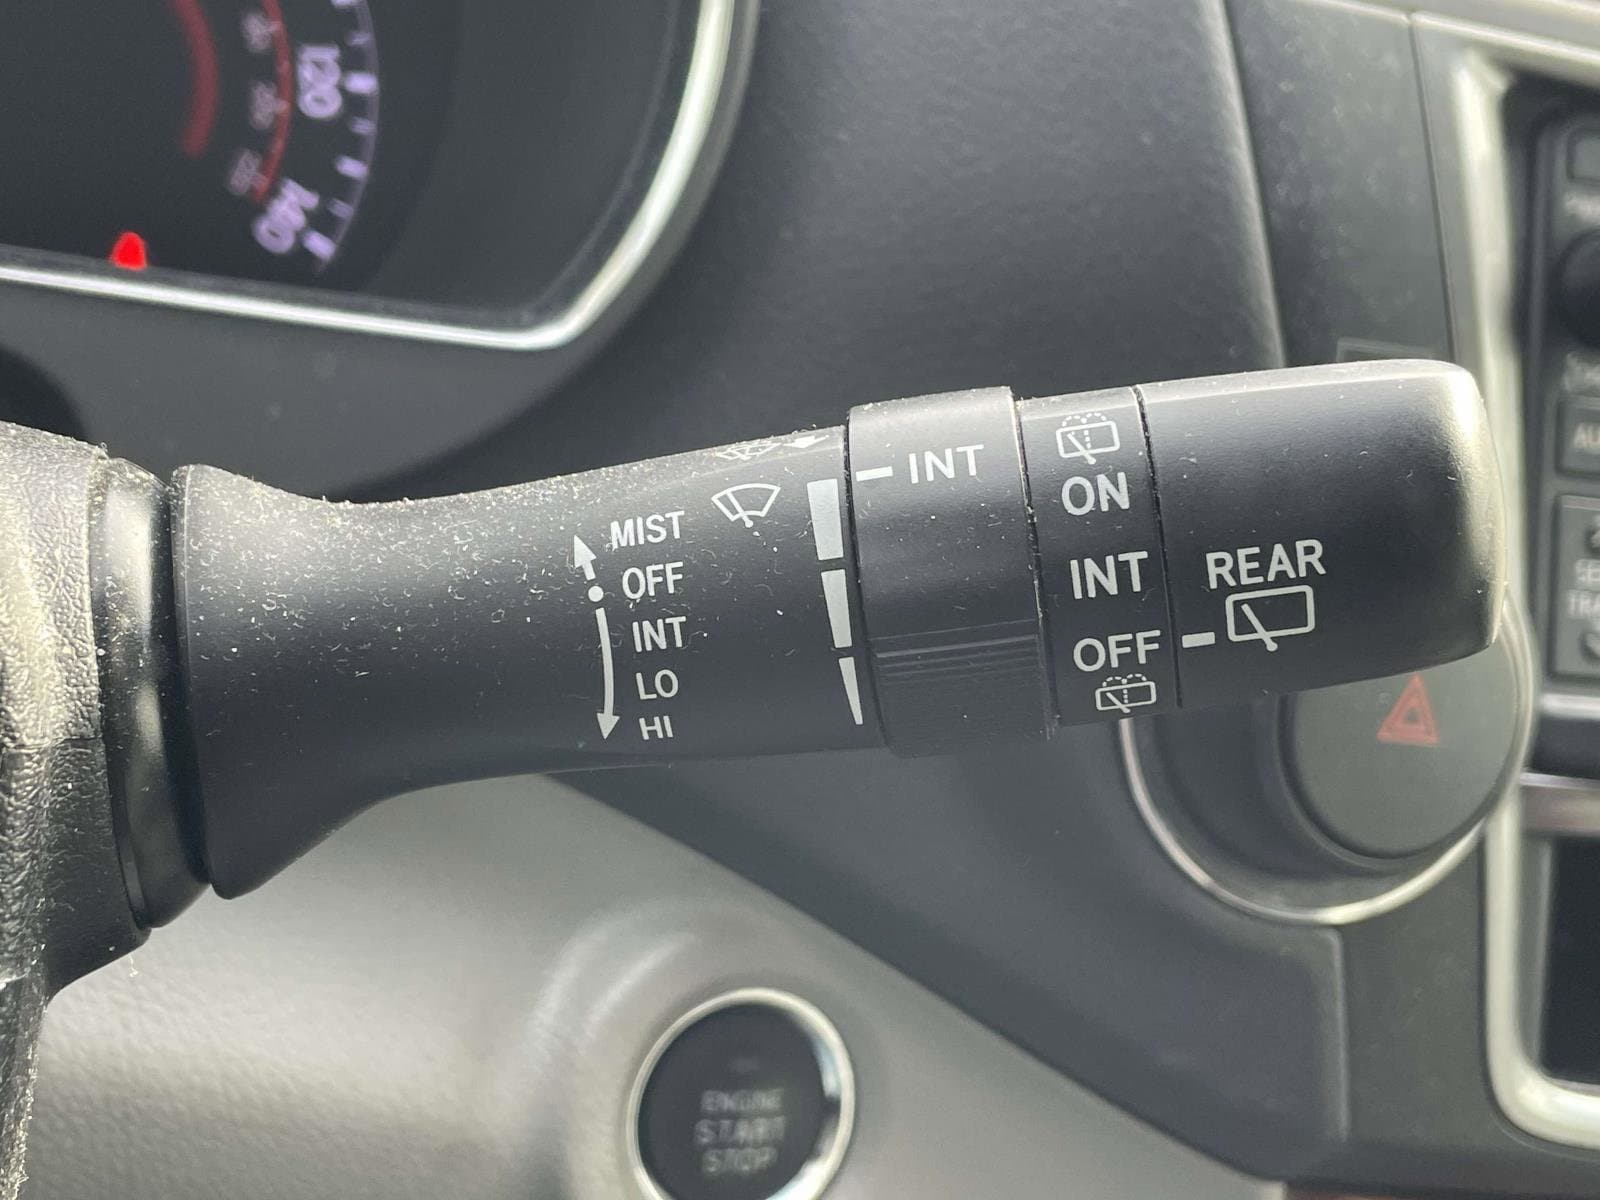 120
140
MIST
OFF
INT
LO
HI
INT
ON
INT
OFF
REAR
ENGINE
START
STOP